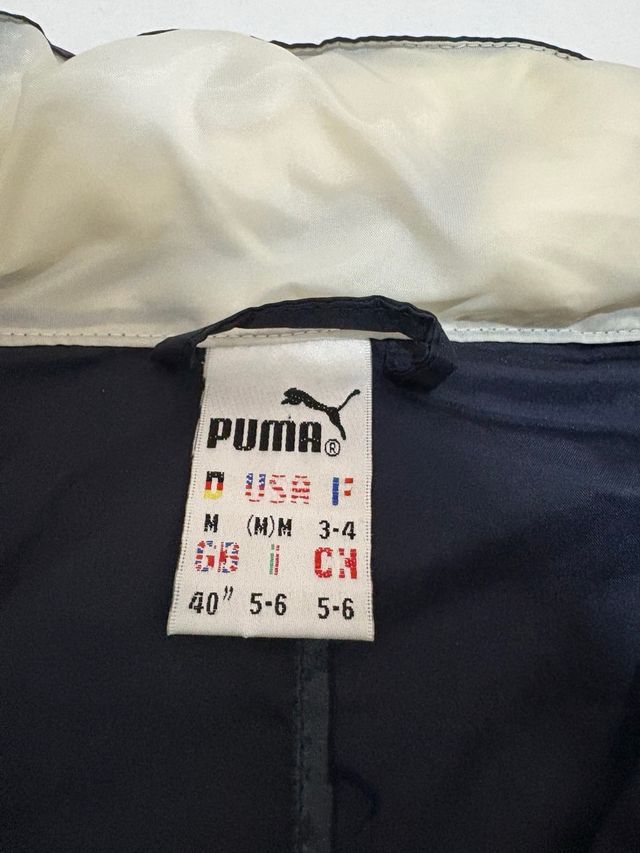 PUMA®
D USA F
M (M)M 3-4
GB I CH
40” 5-6 5-6